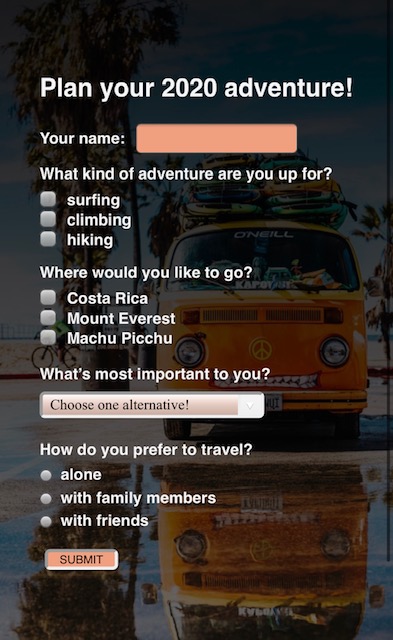 Plan your 2020 adventure!
Your name:
What kind of adventure are you up for?
surfing
O'NEILL
climbing
hiking
Where would you like to go?
Costa Rica
Mount Everest
Machu Picchu
What's most important to you?
Choose one alternative!
How do you prefer to travel?
alone
with family members
with friends
SUBMIT